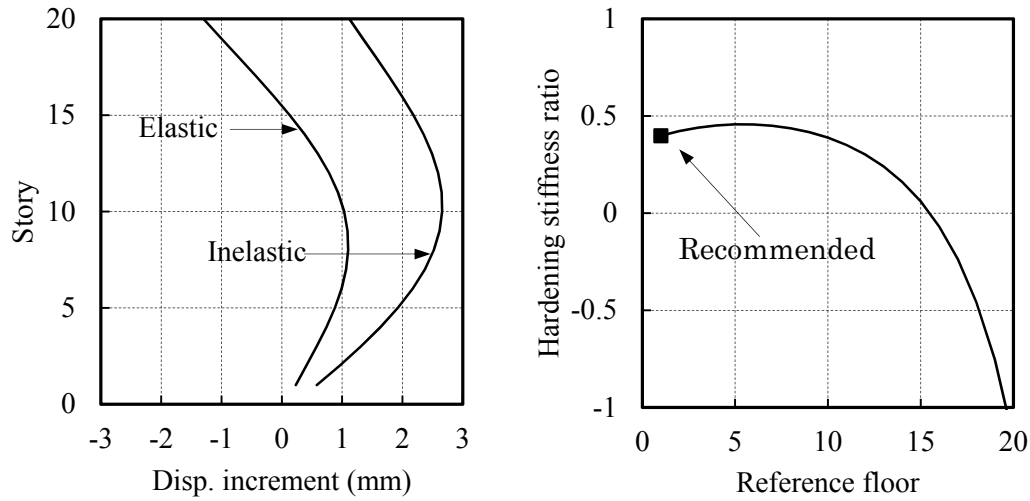 20
15
10
5
0
Story
Elastic
Inelastic
-3 -2 -1 0 1 2 3
Disp. increment (mm)
1
0.5
0
-0.5
-1
Hardening stiffness ratio
Recommended
0 5 10 15 20
Reference floor